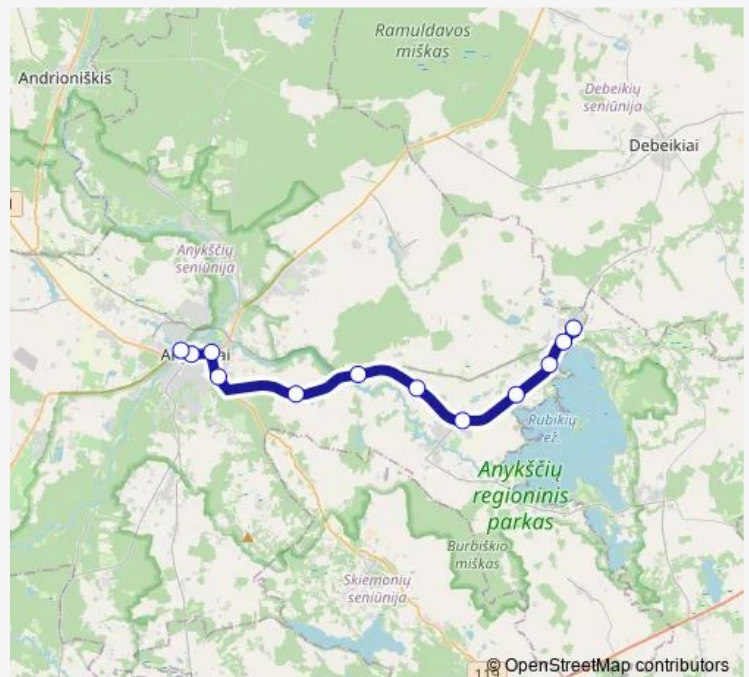 Ramuldavos
miškas
Andrioniškis
Debeikių
seniūnija
Debeikiai
Anykščių
seniūnija
Rubikių
ež.
Anykščių
regioninis
parkas
Burbiškio
miškas
Skiemonių
seniūnija
© OpenStreetMap contributors